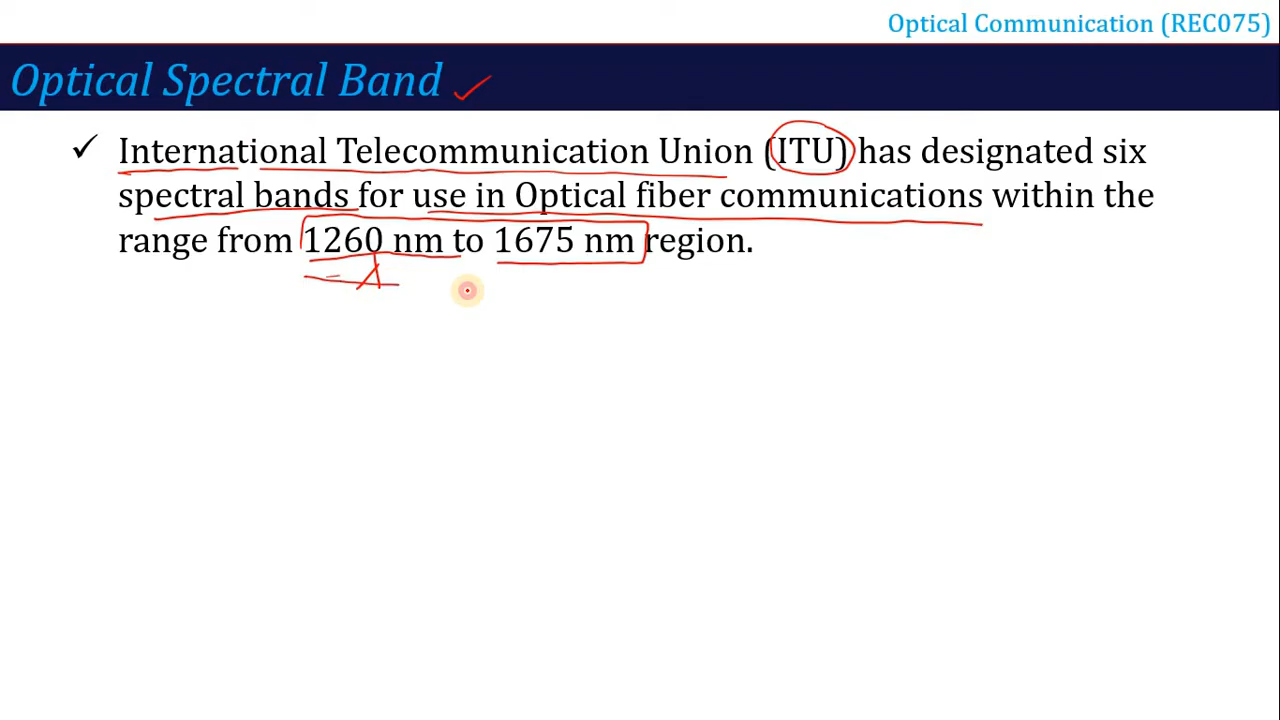 Optical Communication (REC075)
Optical Spectral Band
International Telecommunication Union (ITU) has designated six
spectral bands for use in Optical fiber communications within the
range from 1260 nm to 1675 nm region.
λ